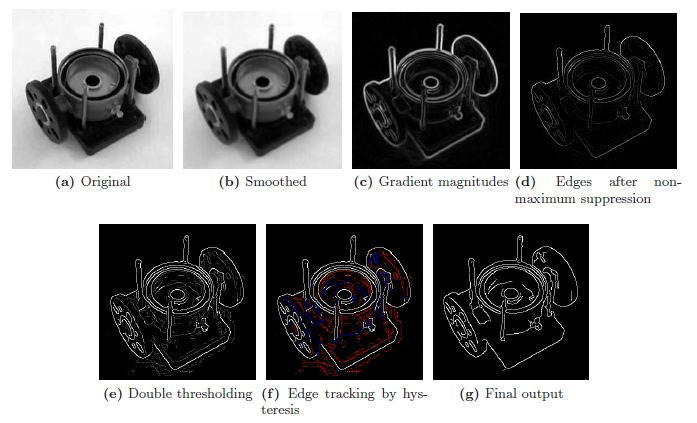 (a) Original
(b) Smoothed
(c) Gradient magnitudes
(d) Edges after non-
maximum suppression
(e) Double thresholding
(f) Edge tracking by hys-
teresis
(g) Final output